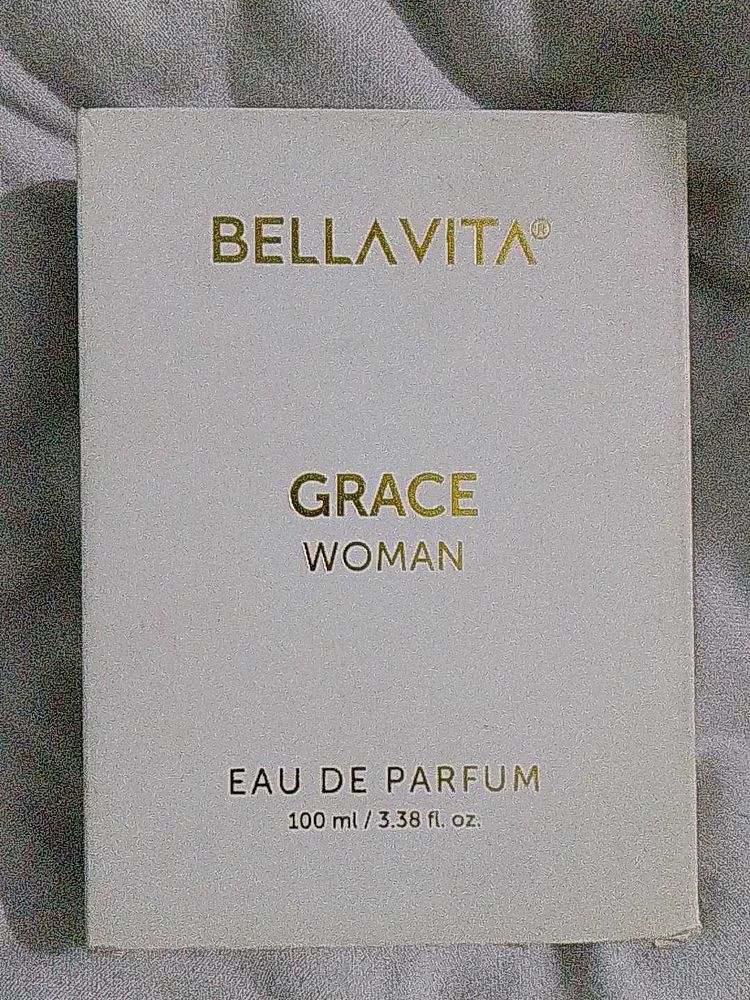 BELLAVITA®
GRACE
WOMAN
EAU DE PARFUM
100 ml / 3.38 fl. oz.